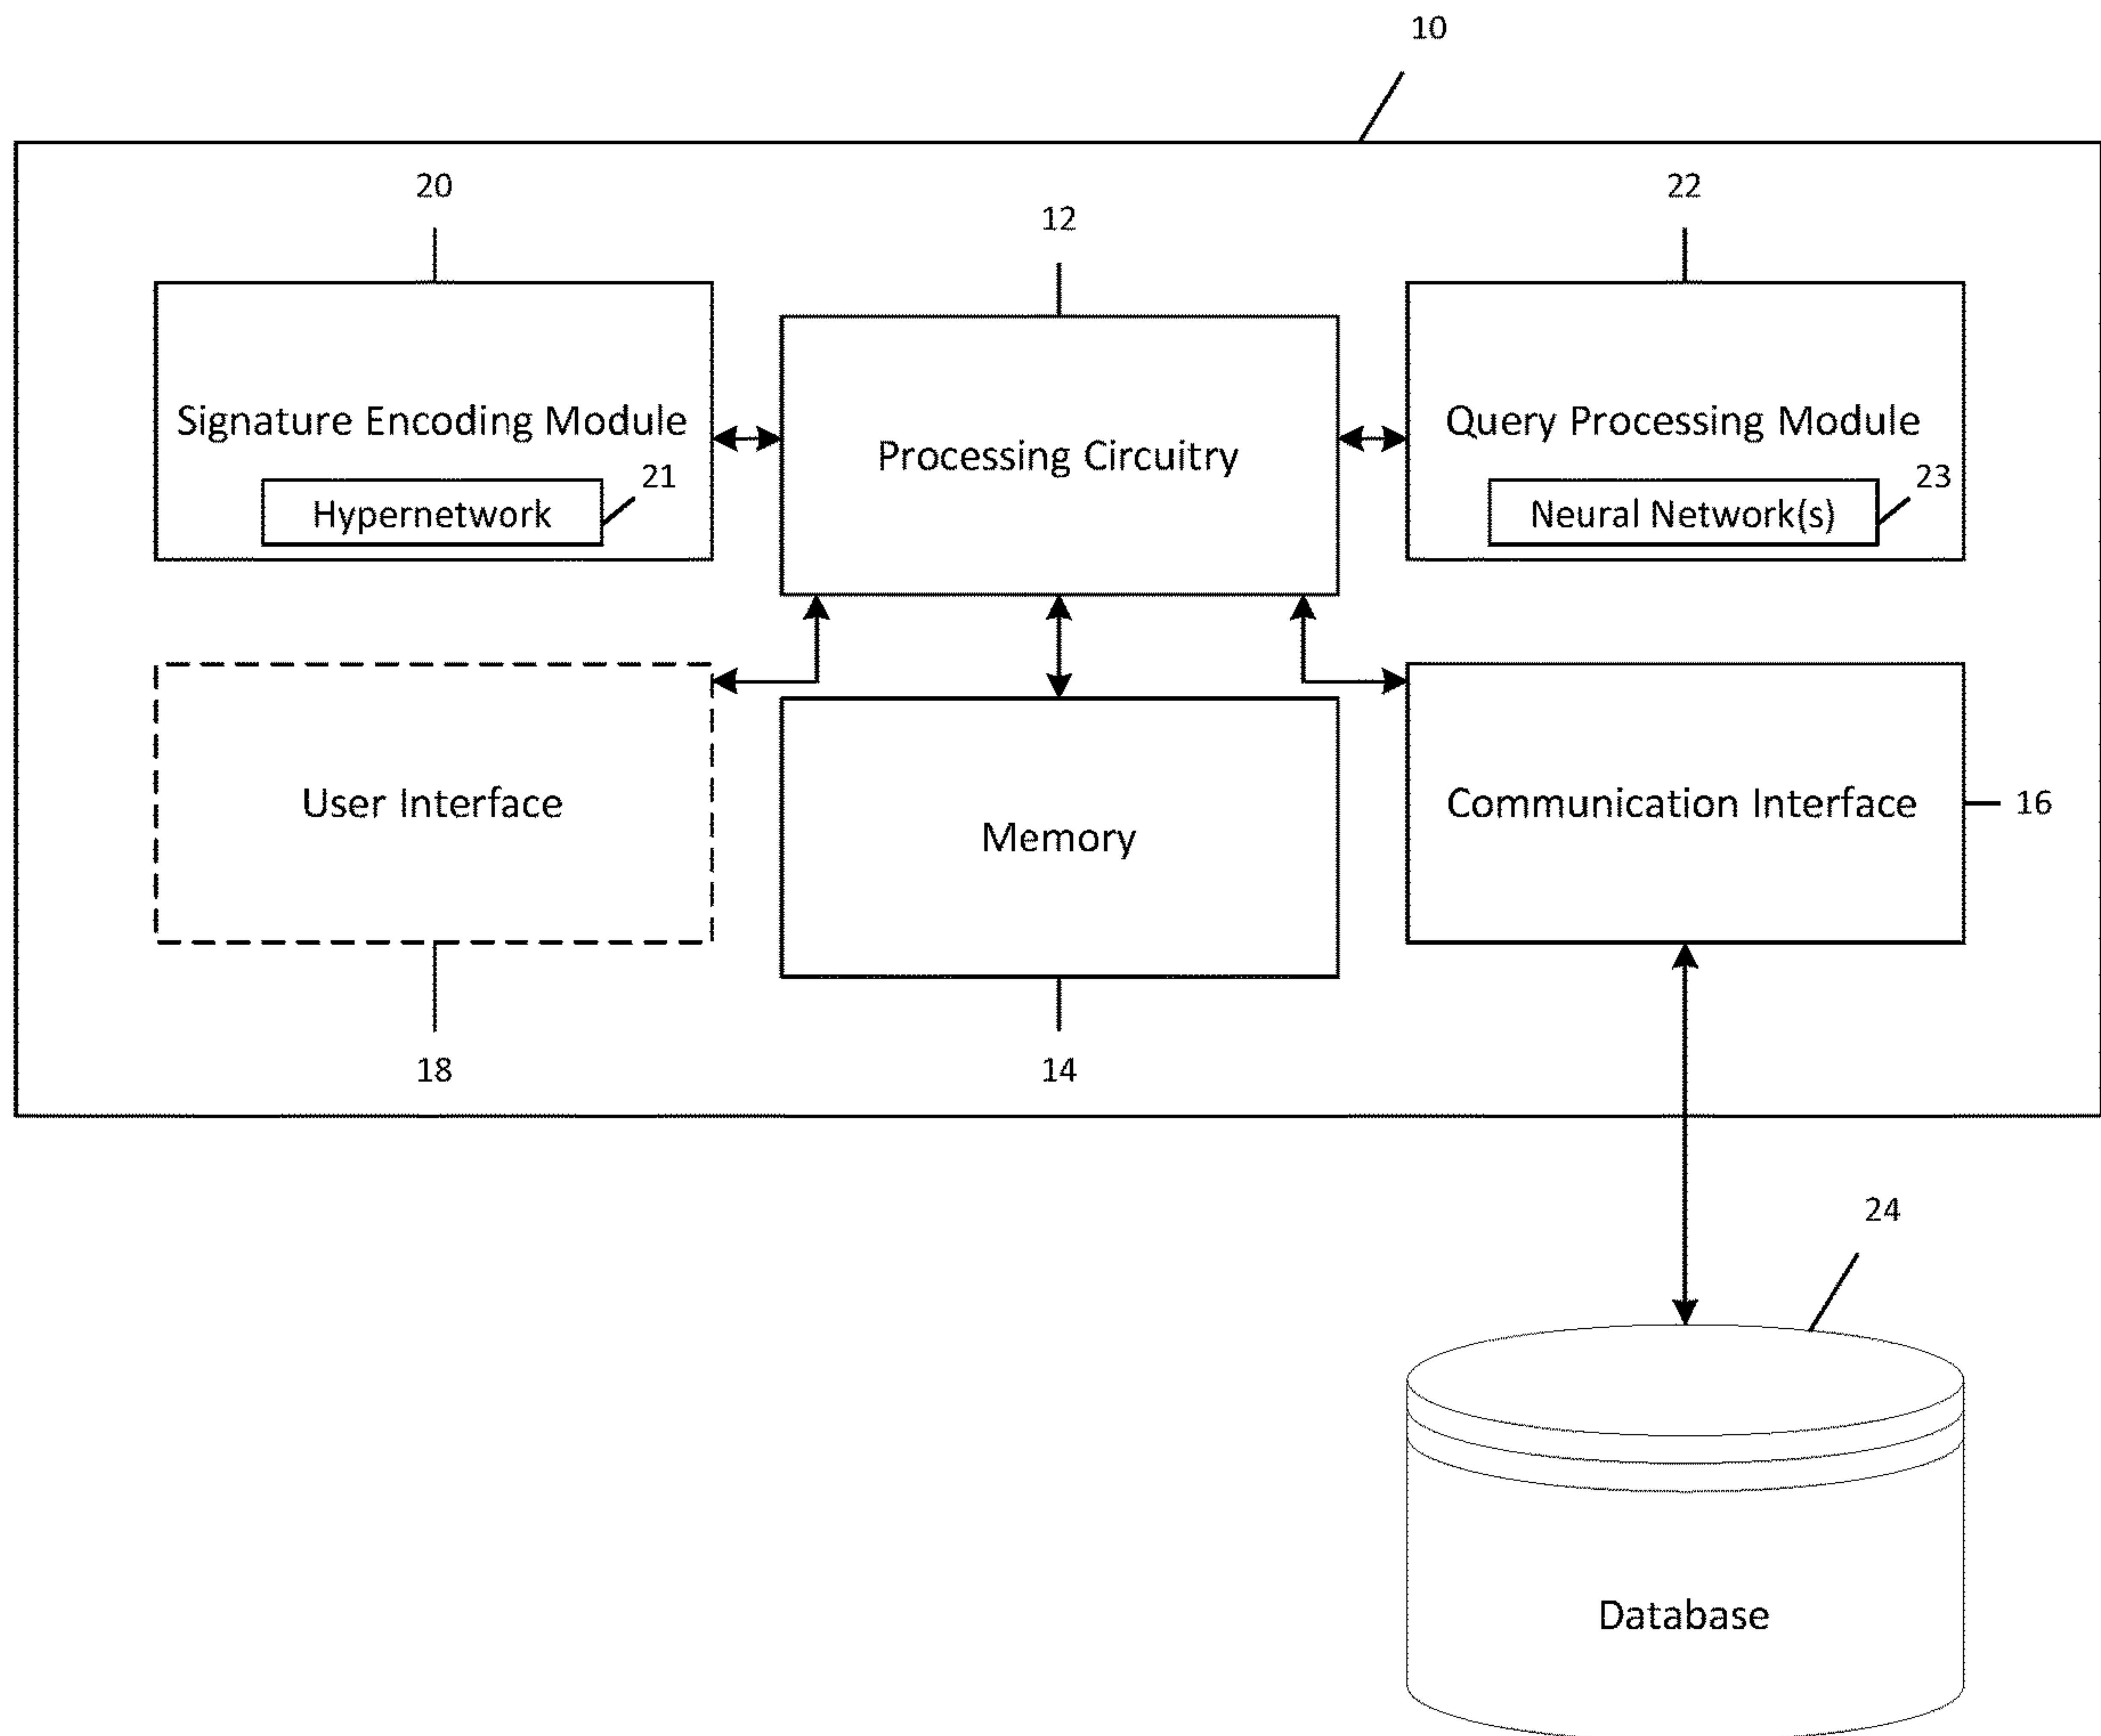 10
20
12
22
Signature Encoding Module
Processing Circuitry
Query Processing Module
21
Hypernetwork
23
Neural Network(s)
User Interface
Memory
Communication Interface
16
18
14
24
Database